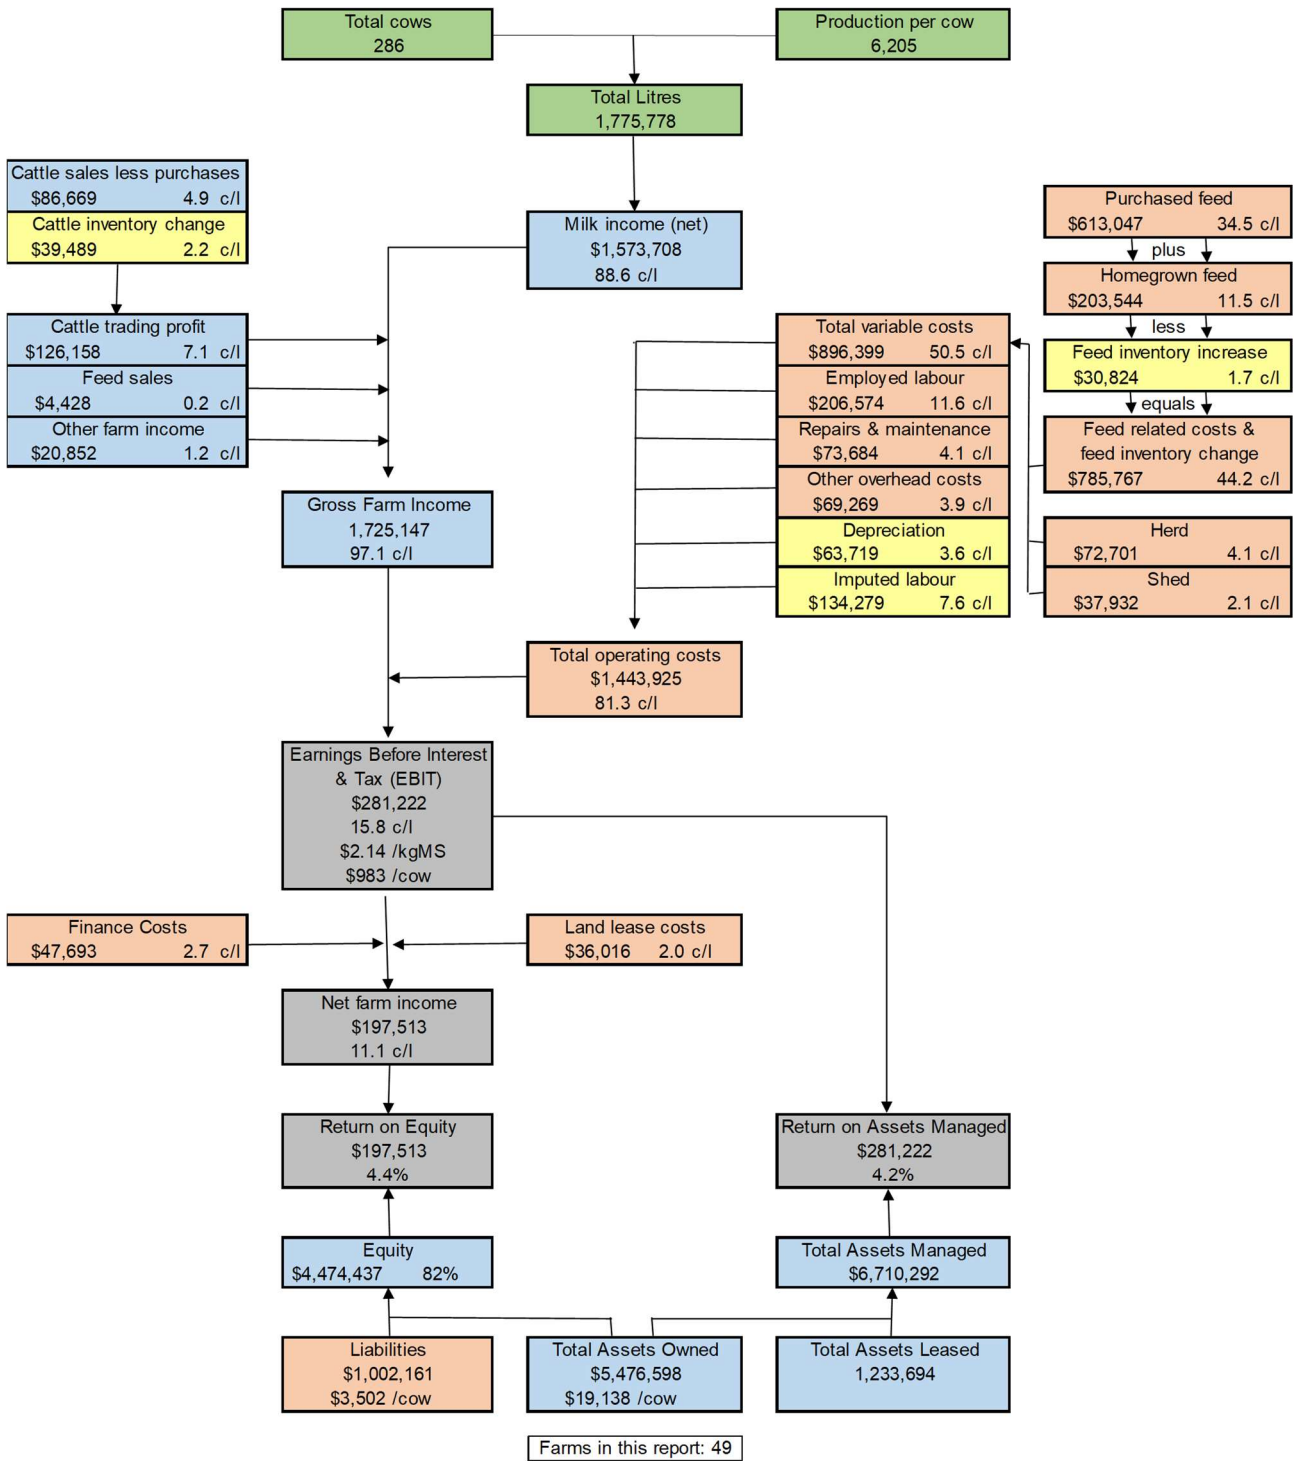 Total cows
286
Production per cow
6,205
Total Litres
1,775,778
Cattle sales less purchases
$86,669 4.9 c/l
Cattle inventory change
$39,489 2.2 c/l
Milk income (net)
$1,573,708
88.6 c/l
Purchased feed
$613,047 34.5 c/l
plus
Homegrown feed
$203,544 11.5 c/l
less
Feed inventory increase
$30,824 1.7 c/l
equals
Feed related costs &
feed inventory change
$785,767 44.2 c/l
Herd
$72,701 4.1 c/l
Shed
$37,932 2.1 c/l
Cattle trading profit
$126,158 7.1 c/l
Feed sales
$4,428 0.2 c/l
Other farm income
$20,852 1.2 c/l
Total variable costs
$896,399 50.5 c/l
Employed labour
$206,574 11.6 c/l
Repairs & maintenance
$73,684 4.1 c/l
Other overhead costs
$69,269 3.9 c/l
Depreciation
$63,719 3.6 c/l
Imputed labour
$134,279 7.6 c/l
Gross Farm Income
1,725,147
97.1 c/l
Total operating costs
$1,443,925
81.3 c/l
Earnings Before Interest
& Tax (EBIT)
$281,222
15.8 c/l
$2.14 /kgMS
$983 /cow
Finance Costs
$47,693 2.7 c/l
Land lease costs
$36,016 2.0 c/l
Net farm income
$197,513
11.1 c/l
Return on Equity
$197,513
4.4%
Return on Assets Managed
$281,222
4.2%
Equity
$4,474,437 82%
Total Assets Managed
$6,710,292
Liabilities
$1,002,161
$3,502 /cow
Total Assets Owned
$5,476,598
$19,138 /cow
Total Assets Leased
1,233,694
Farms in this report: 49